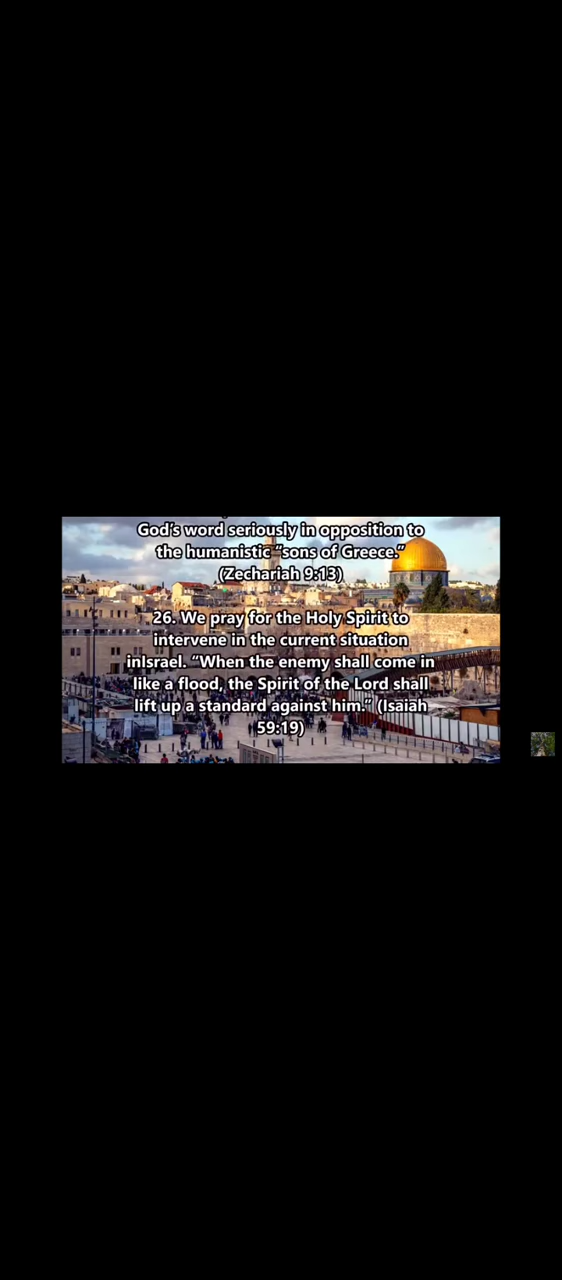 God's word seriously in opposition to
the humanistic "sons of Greece."
(Zechariah 9:13)
26. We pray for the Holy Spirit to
intervene in the current situation
inIsrael. "When the enemy shall come in
like a flood, the Spirit of the Lord shall
lift up a standard against him." (Isaiah
59:19)